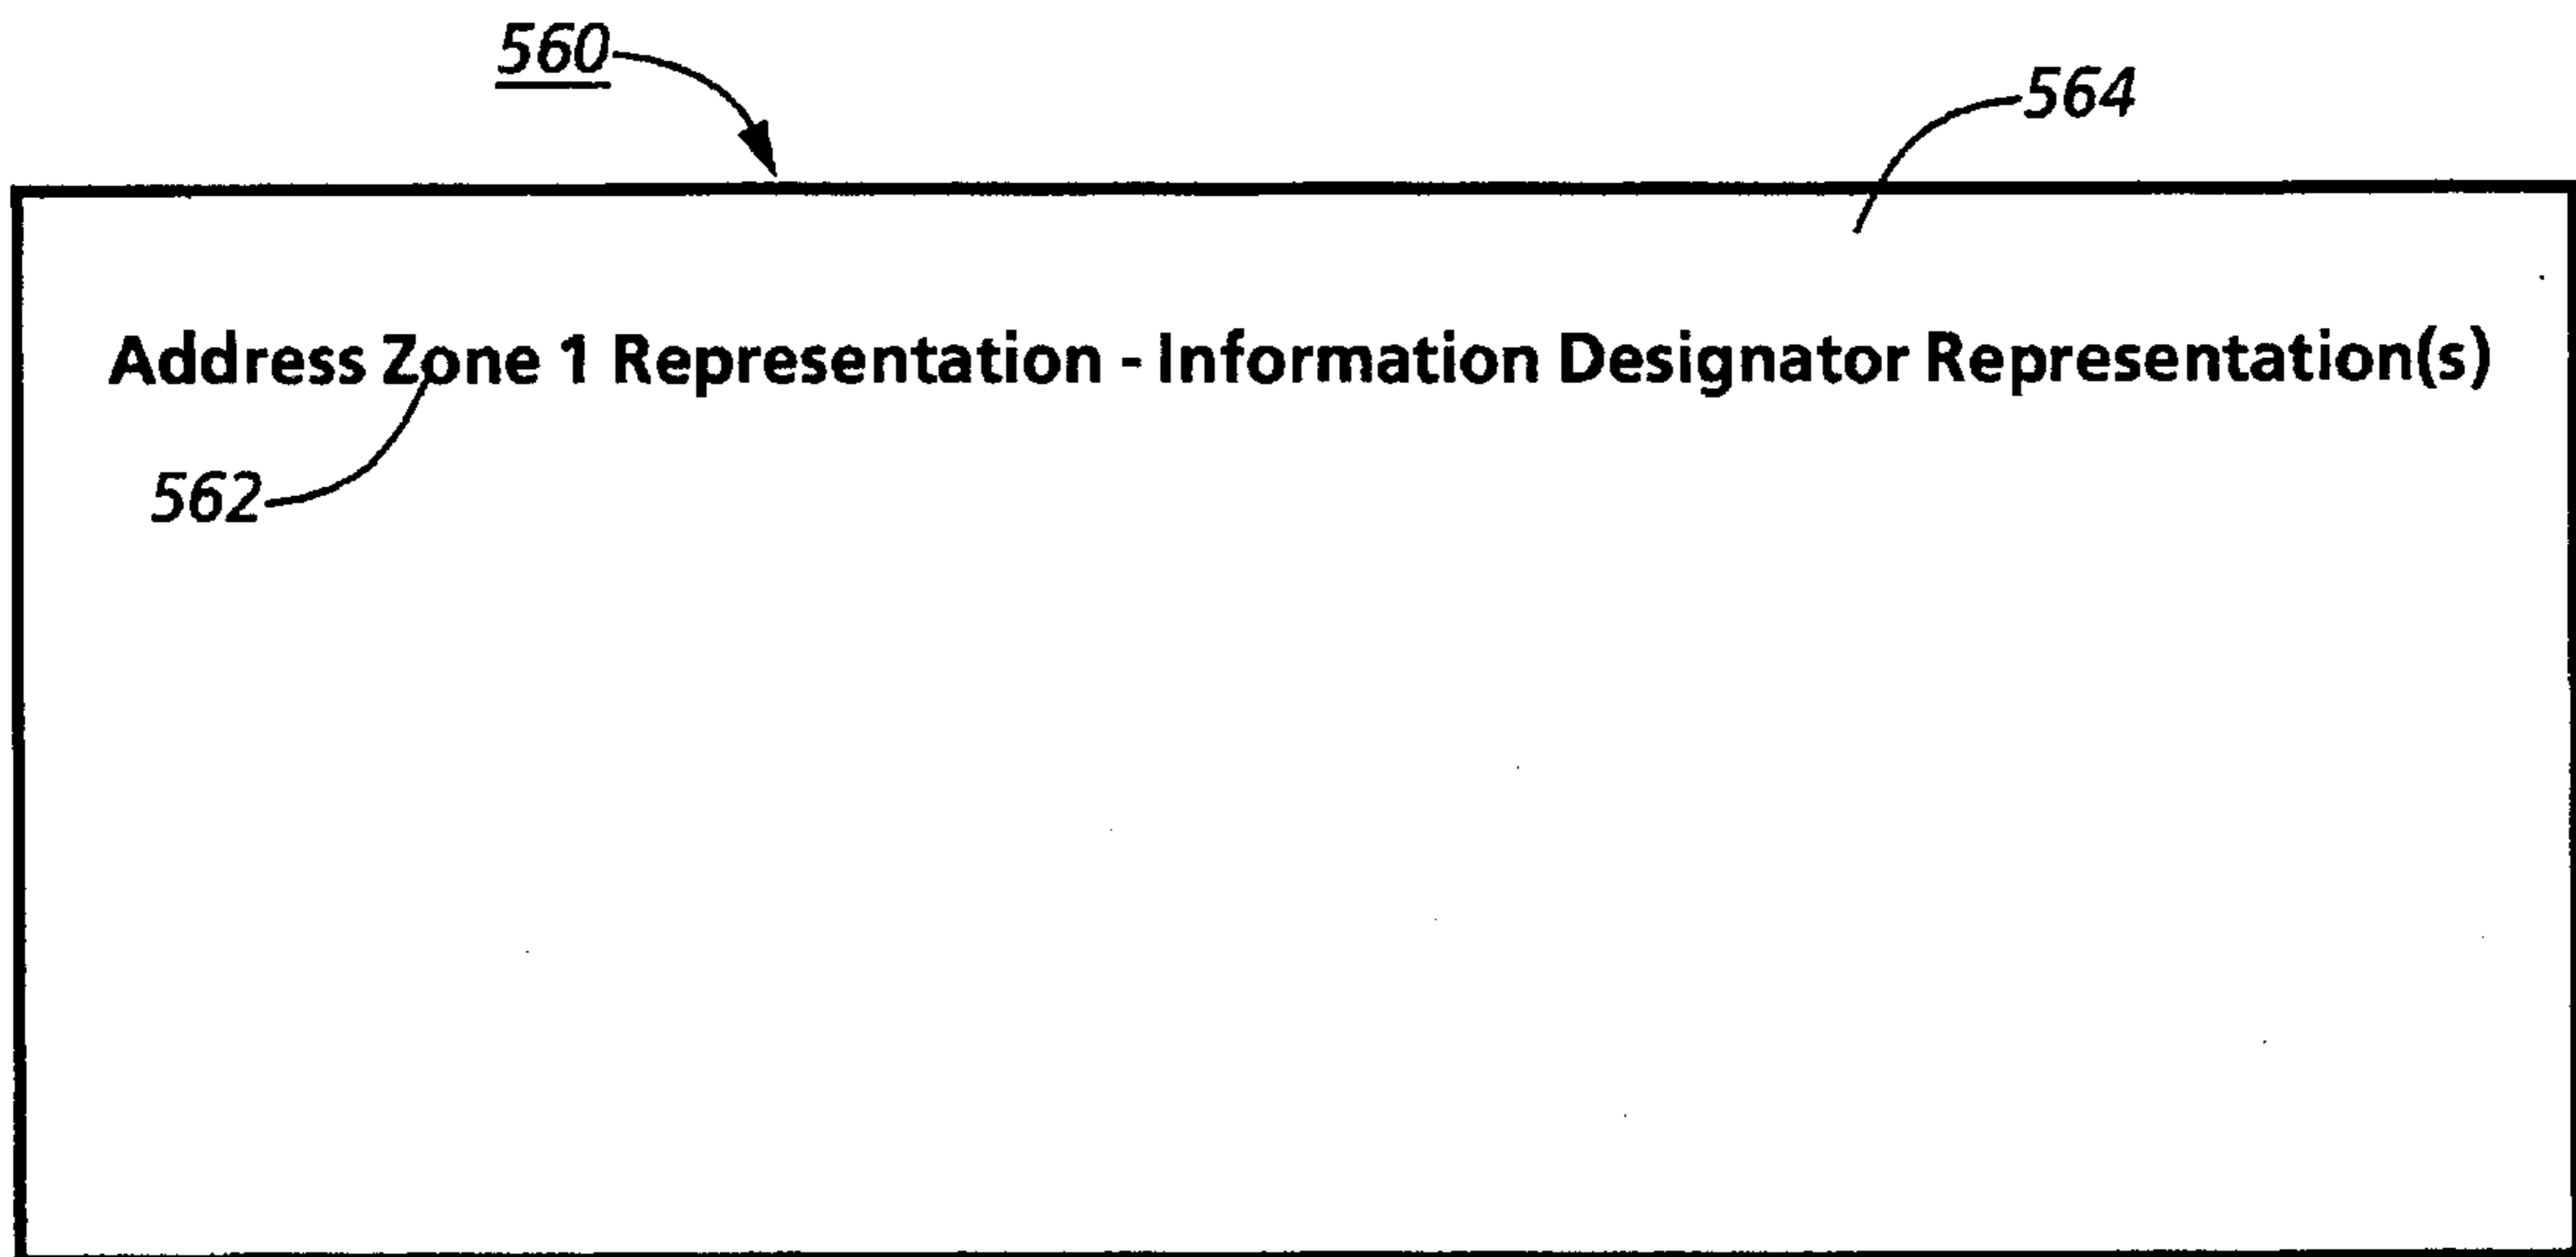 560
564
Address Zone 1 Representation - Information Designator Representation(s)
562